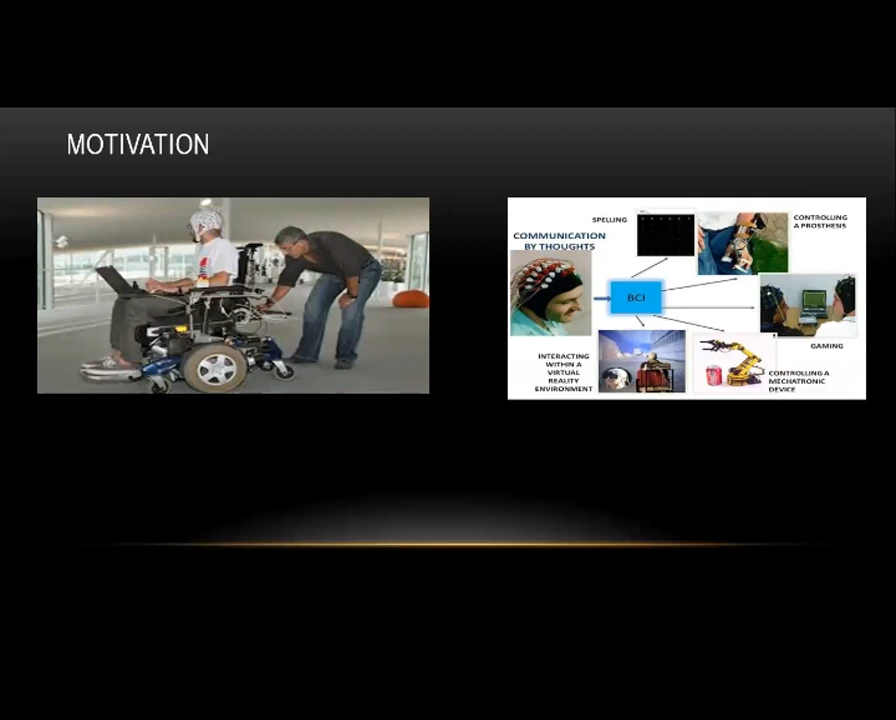 MOTIVATION
SPELLING
CONTROLLING
A PROSTHESIS
COMMUNICATION
BY THOUGHTS
BCI
GAMING
INTERACTING
WITHIN A
VIRTUAL
REALITY
ENVIRONMENT
CONTROLLING A
MECHATRONIC
DEVICE